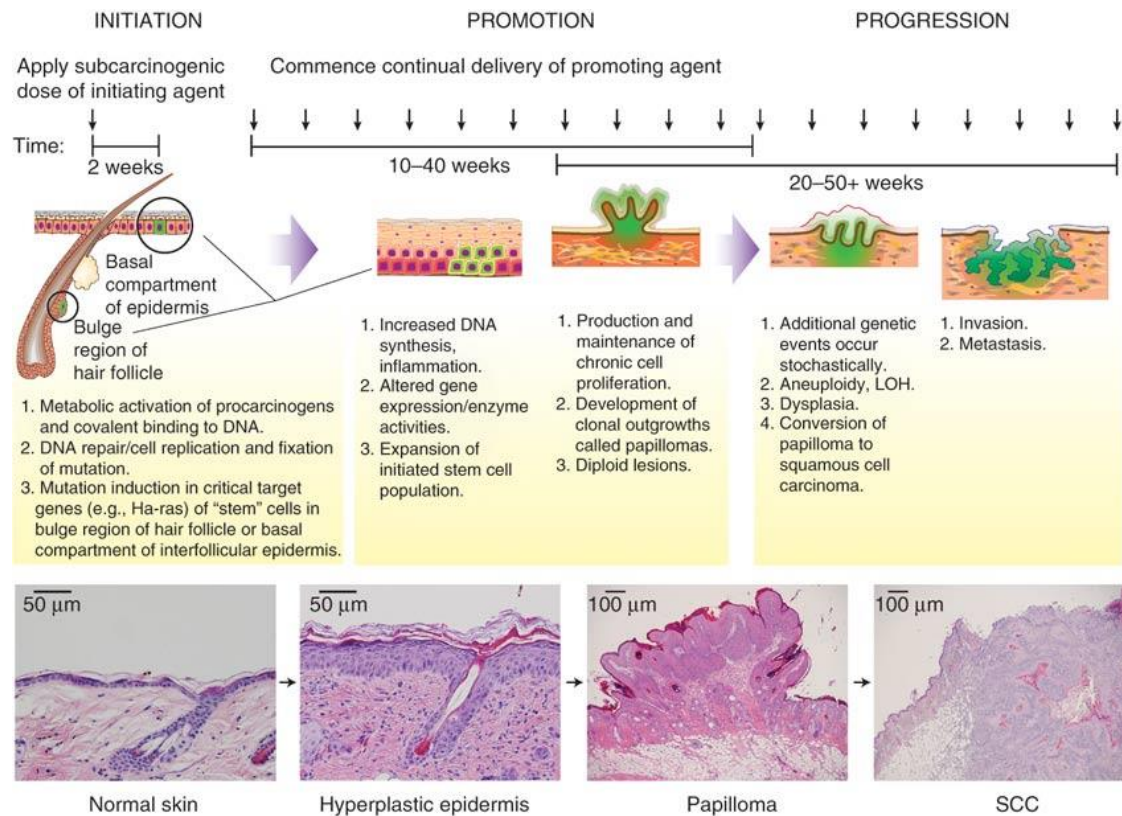 INITIATION
PROMOTION
PROGRESSION
Apply subcarcinogenic
dose of initiating agent
Commence continual delivery of promoting agent
Time:
2 weeks
10–40 weeks
20–50+ weeks
Basal
compartment
of epidermis
Bulge
region of
hair follicle
1. Metabolic activation of procarcinogens
and covalent binding to DNA.
2. DNA repair/cell replication and fixation
of mutation.
3. Mutation induction in critical target
genes (e.g., Ha-ras) of “stem” cells in
bulge region of hair follicle or basal
compartment of interfollicular epidermis.
1. Increased DNA
synthesis,
inflammation.
2. Altered gene
expression/enzyme
activities.
3. Expansion of
initiated stem cell
population.
1. Production and
maintenance of
chronic cell
proliferation.
2. Development of
clonal outgrowths
called papillomas.
3. Diploid lesions.
1. Additional genetic
events occur
stochastically.
2. Aneuploidy, LOH.
3. Dysplasia.
4. Conversion of
papilloma to
squamous cell
carcinoma.
1. Invasion.
2. Metastasis.
50 μm
50 μm
100 μm
100 μm
Normal skin
Hyperplastic epidermis
Papilloma
SCC